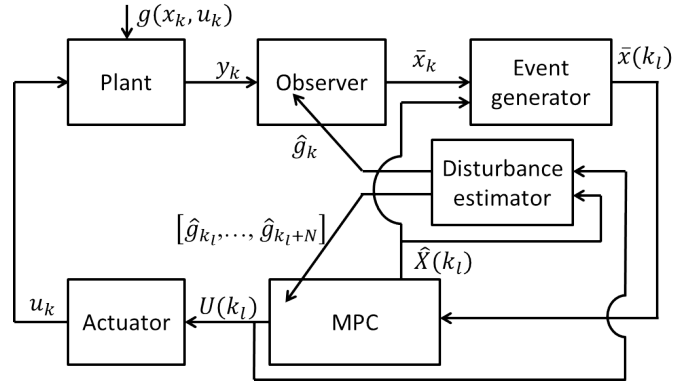 g(x_k, u_k)
Plant
y_k
Observer
x̄_k
Event
generator
x̄(k_l)
ĝ_k
Disturbance
estimator
[ĝ_{k_l},…, ĝ_{k_l+N}]
X̂(k_l)
u_k
Actuator
U(k_l)
MPC